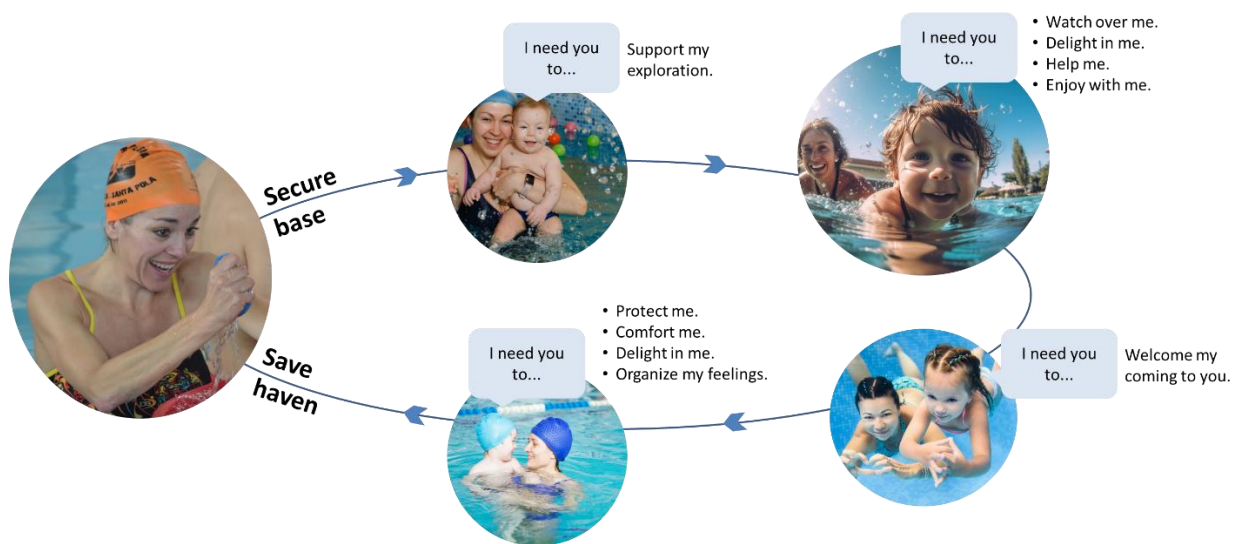 I need you
to...
Support my
exploration.
I need you
to...
• Watch over me.
• Delight in me.
• Help me.
• Enjoy with me.
SANTA POLA
Secure
base
I need you
to...
Welcome my
coming to you.
• Protect me.
• Comfort me.
• Delight in me.
• Organize my feelings.
I need you
to...
Save
haven